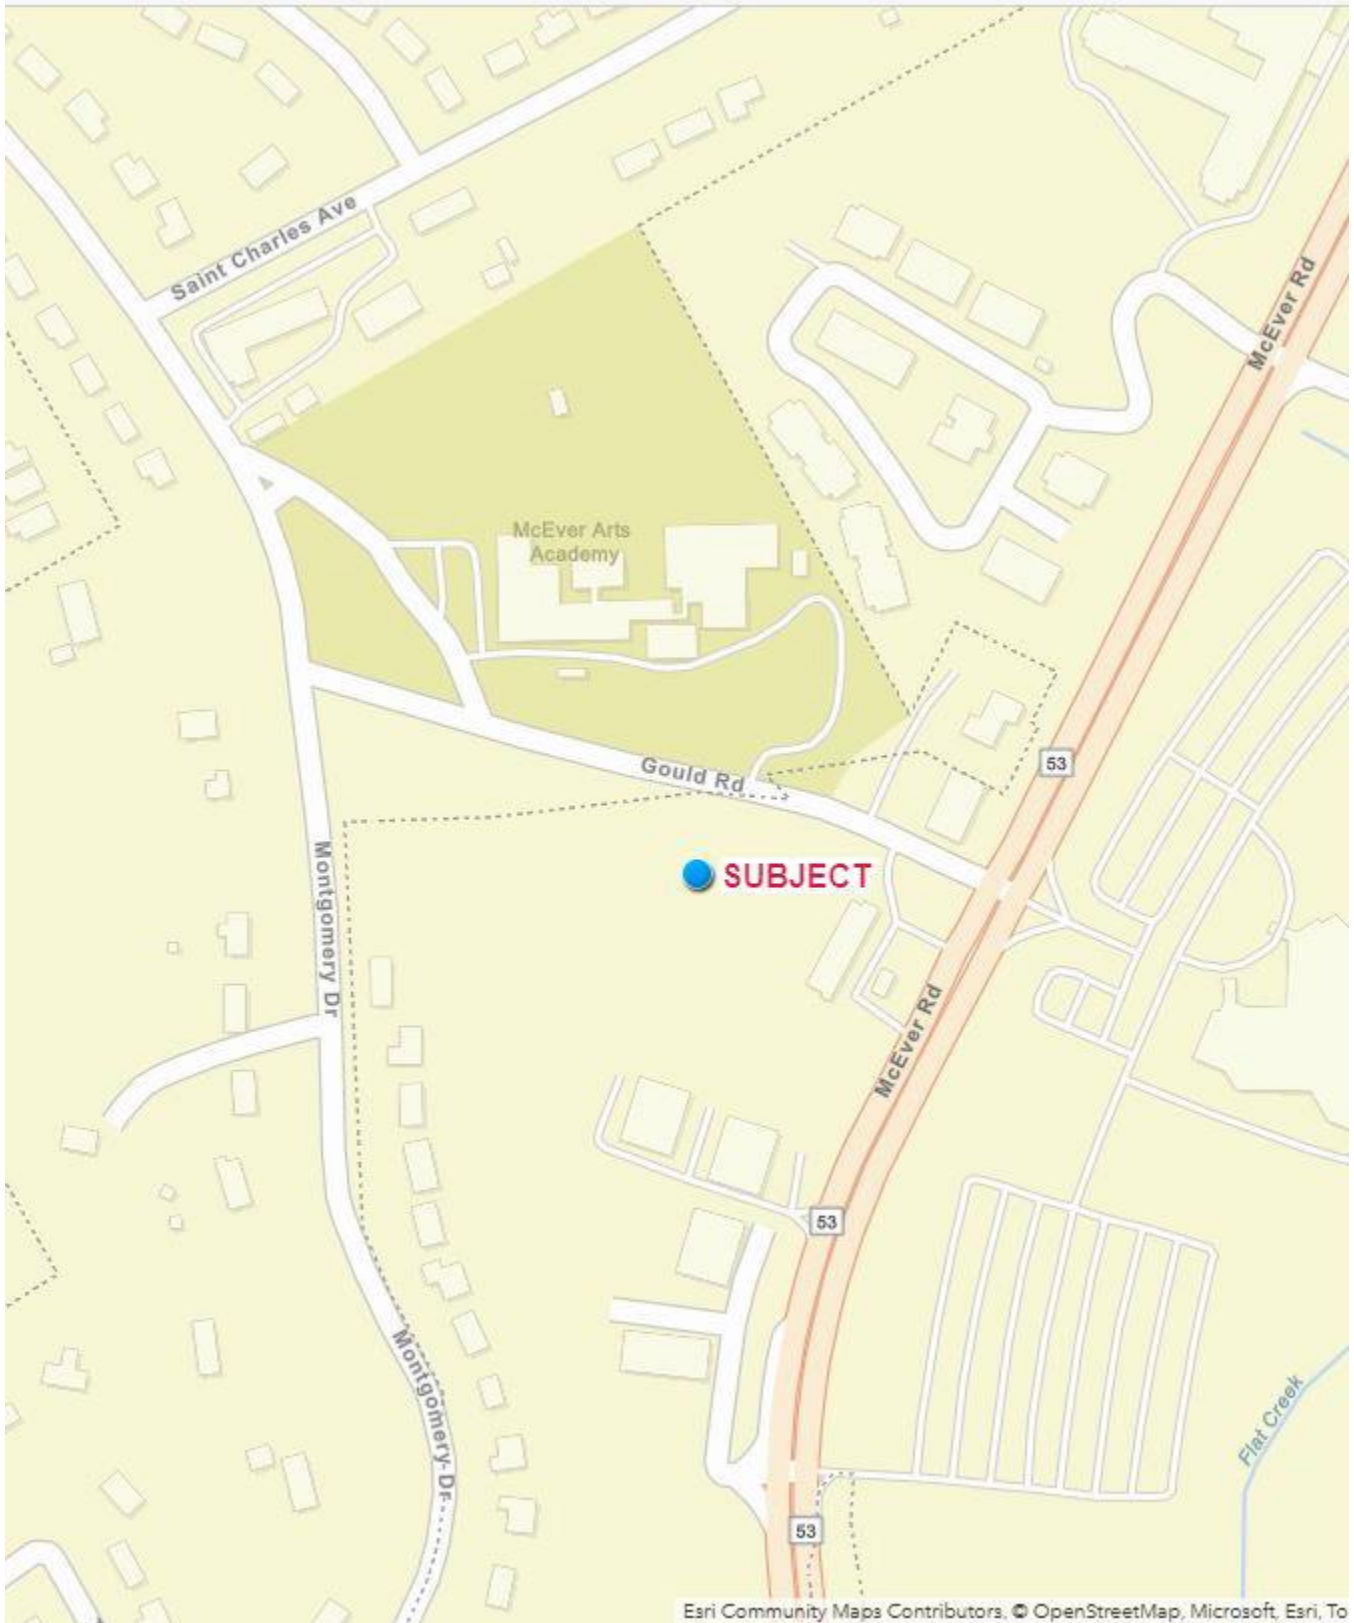 Saint Charles Ave
McEver Rd
McEver Arts
Academy
53
Gould Rd
SUBJECT
Montgomery Dr
McEver Rd
53
Montgomery Dr
Flat Creek
53
Esri Community Maps Contributors, © OpenStreetMap, Microsoft, Esri, To